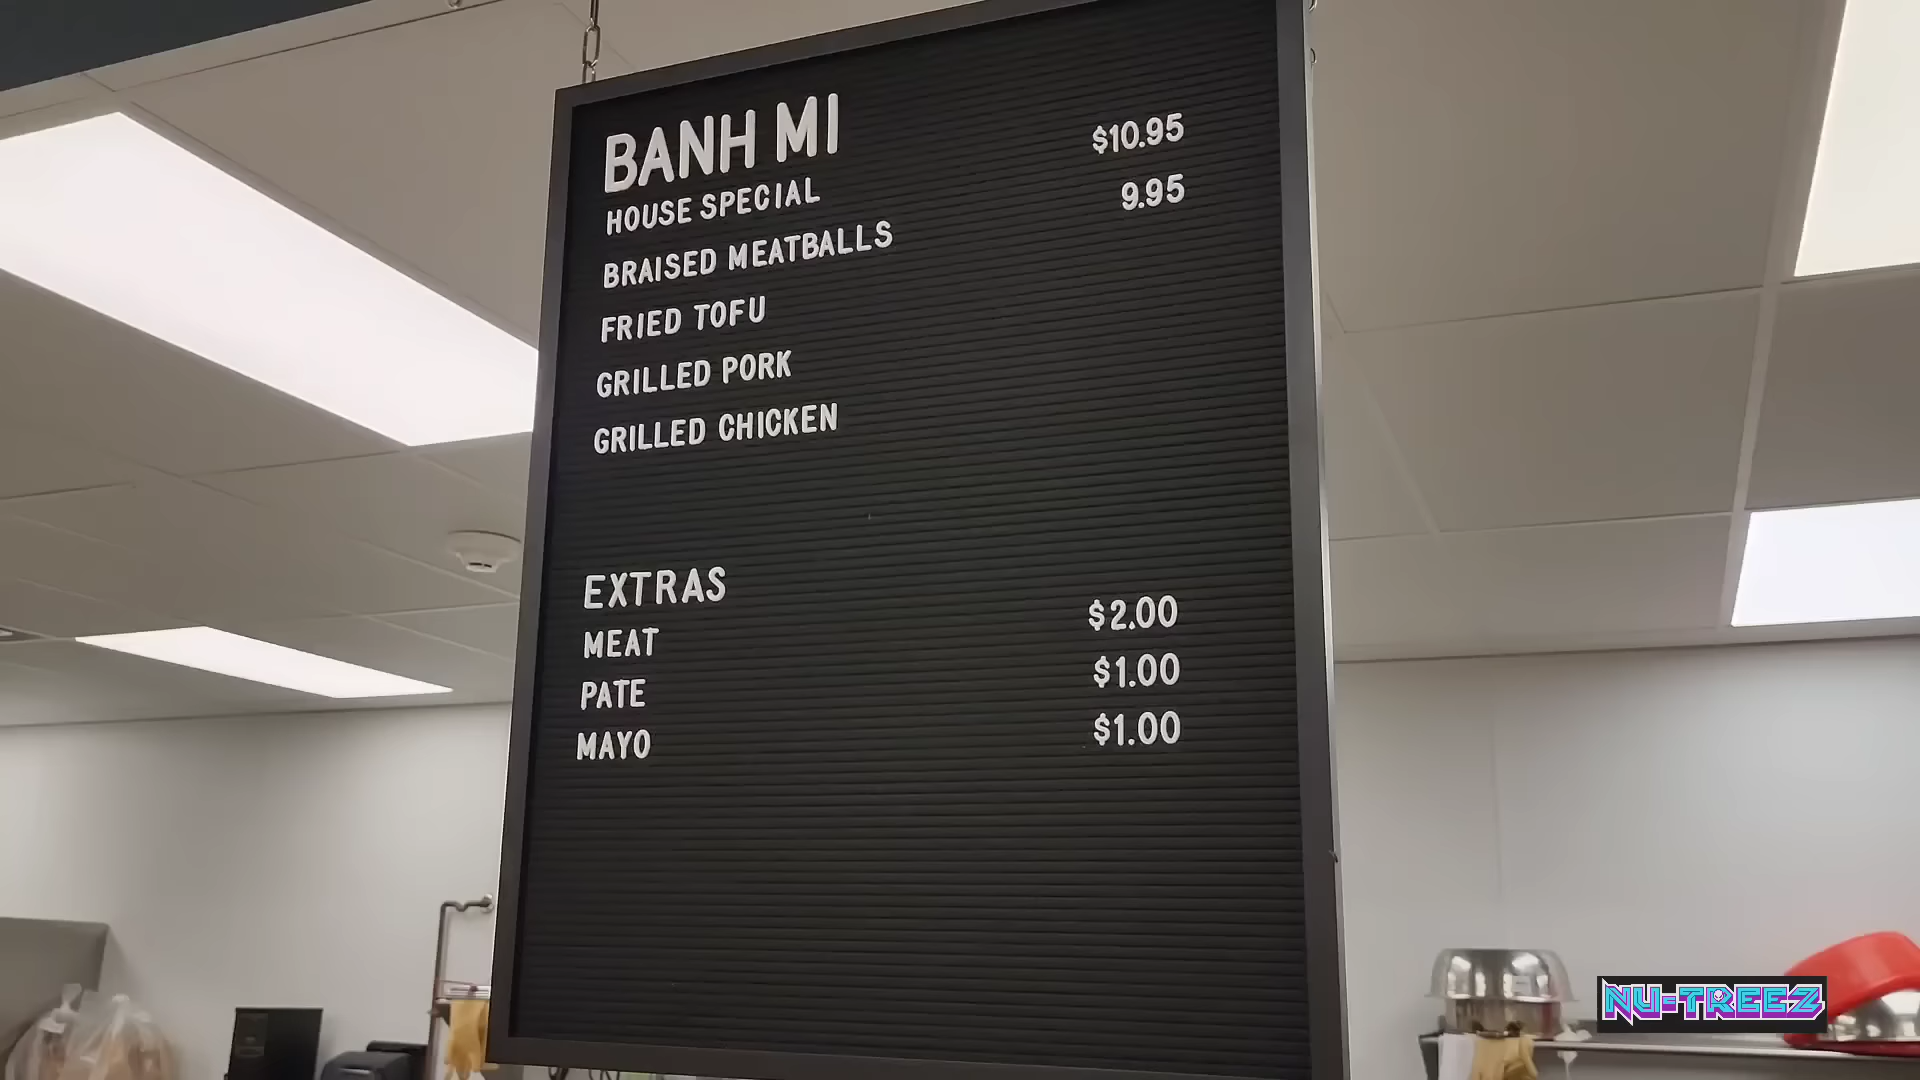 BANH MI
HOUSE SPECIAL $10.95
BRAISED MEATBALLS 9.95
FRIED TOFU
GRILLED PORK
GRILLED CHICKEN
EXTRAS
MEAT $2.00
PATE $1.00
MAYO $1.00
NU-TREEZ